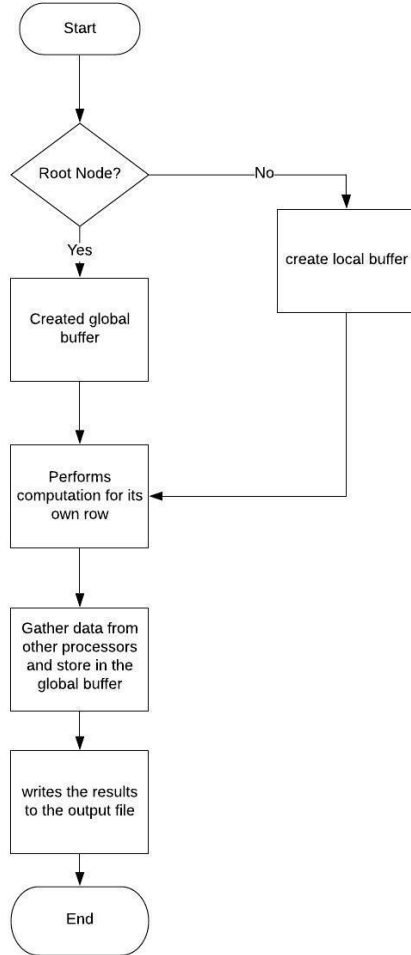 Start
Root Node?
No
Yes
create local buffer
Created global
buffer
Performs
computation for its
own row
Gather data from
other processors
and store in the
global buffer
writes the results
to the output file
End